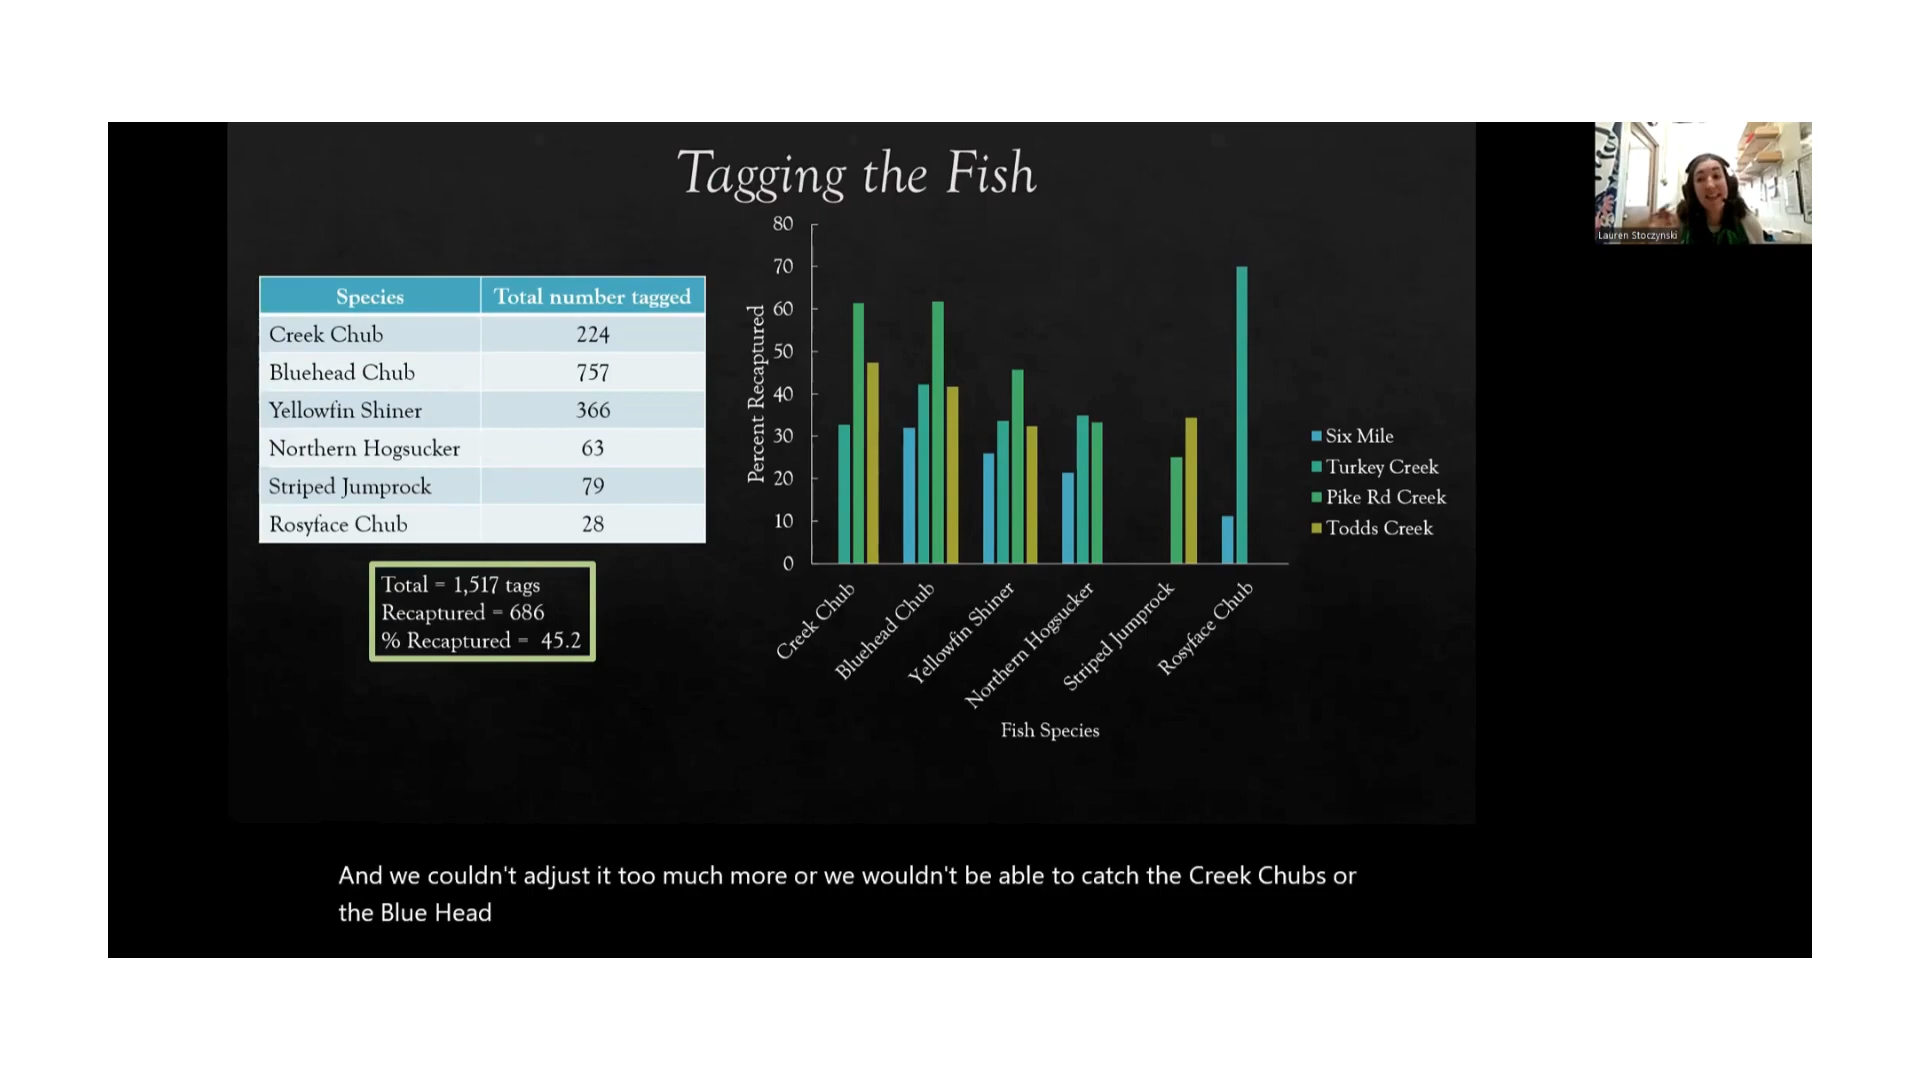 Tagging the Fish
Lauren Stoczynski
Species Total number tagged
Creek Chub 224
Bluehead Chub 757
Yellowfin Shiner 366
Northern Hogsucker 63
Striped Jumprock 79
Rosyface Chub 28
Total = 1,517 tags
Recaptured = 686
% Recaptured = 45.2
Percent Recaptured
80
70
60
50
40
30
20
10
0
Creek Chub
Bluehead Chub
Yellowfin Shiner
Northern Hogsucker
Striped Jumprock
Rosyface Chub
Fish Species
Six Mile
Turkey Creek
Pike Rd Creek
Todds Creek
And we couldn't adjust it too much more or we wouldn't be able to catch the Creek Chubs or
the Blue Head